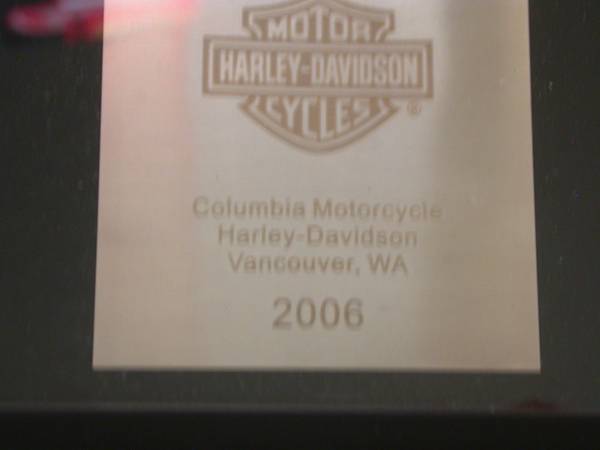 MOTOR
HARLEY-DAVIDSON
CYCLES ®
Columbia Motorcycle
Harley-Davidson
Vancouver, WA
2006